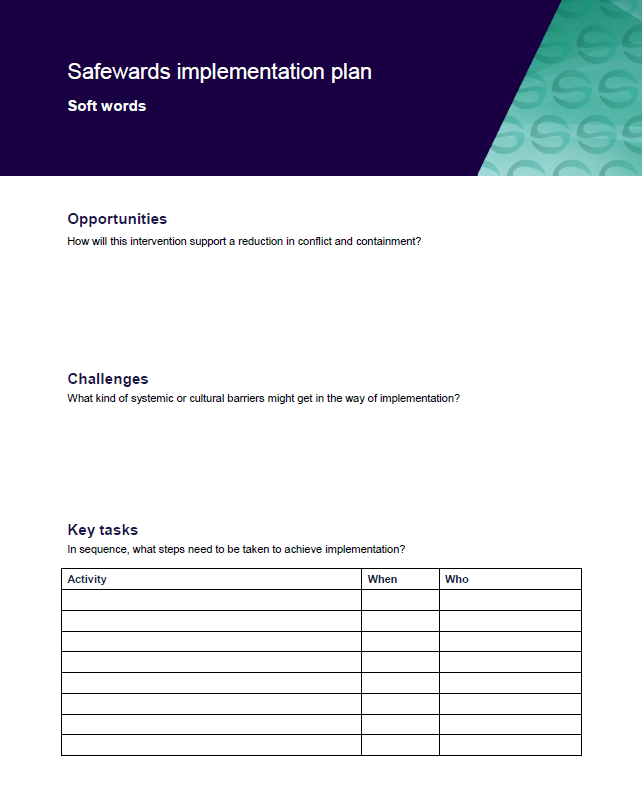 Safewards implementation plan
Soft words
Opportunities
How will this intervention support a reduction in conflict and containment?
Challenges
What kind of systemic or cultural barriers might get in the way of implementation?
Key tasks
In sequence, what steps need to be taken to achieve implementation?
Activity When Who